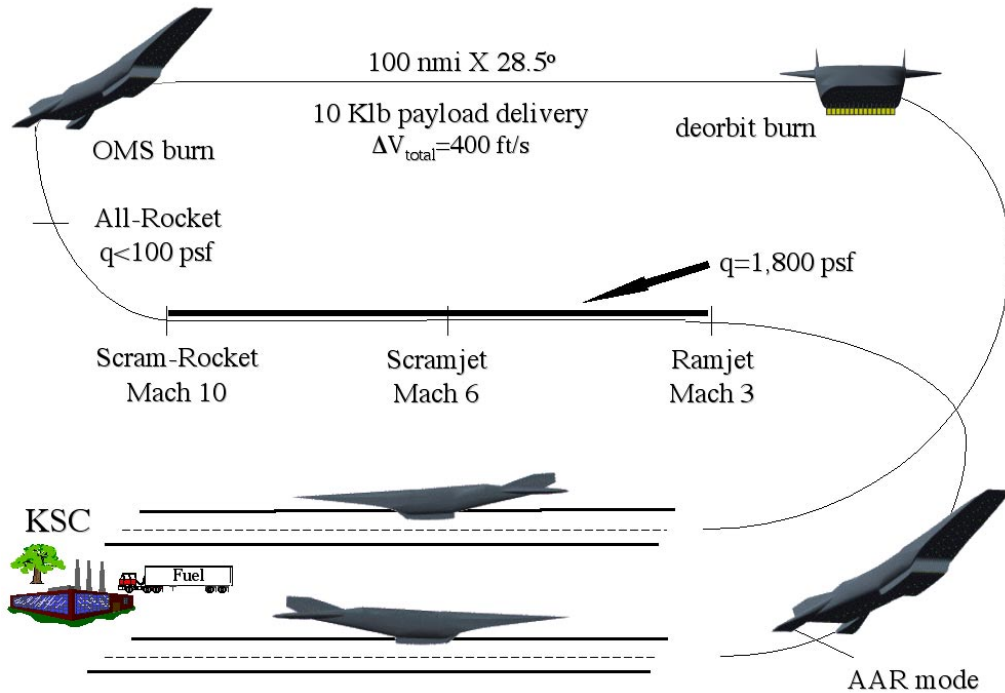 100 nmi X 28.5°
10 Klb payload delivery
ΔVtotal=400 ft/s
OMS burn
deorbit burn
All-Rocket
q<100 psf
q=1,800 psf
Scram-Rocket
Mach 10
Scramjet
Mach 6
Ramjet
Mach 3
KSC
Fuel
AAR mode